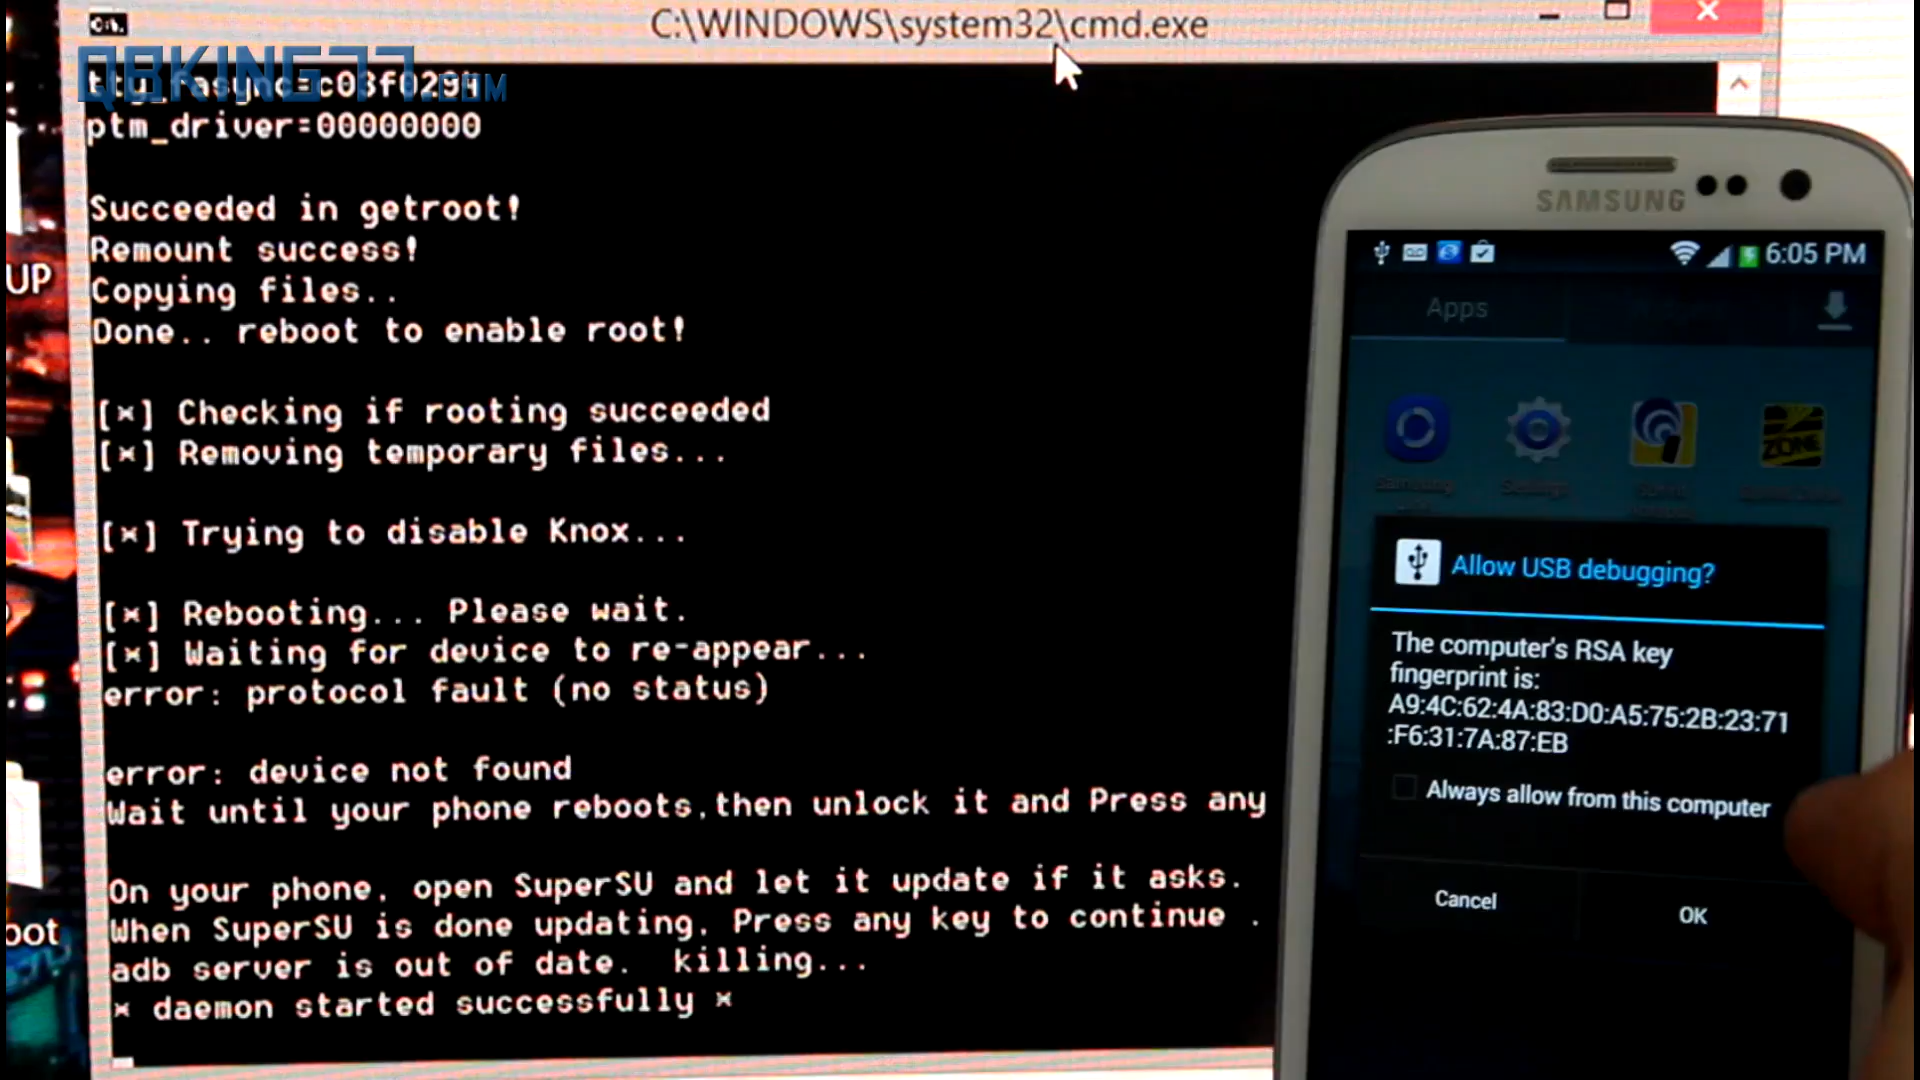 C:\WINDOWS\system32\cmd.exe
Q8KING77.COM
tty_fasync=c03f0294
ptm_driver=00000000
Succeeded in getroot!
Remount success!
Copying files..
Done.. reboot to enable root!
[*] Checking if rooting succeeded
[*] Removing temporary files...
[*] Trying to disable Knox...
[*] Rebooting... Please wait.
[*] Waiting for device to re-appear...
error: protocol fault (no status)
error: device not found
Wait until your phone reboots,then unlock it and Press any
On your phone, open SuperSU and let it update if it asks.
When SuperSU is done updating, Press any key to continue .
adb server is out of date.  killing...
* daemon started successfully *
UP
oot
SAMSUNG
6:05 PM
Apps
Samsung
Settings
ZONE
Allow USB debugging?
The computer's RSA key
fingerprint is:
A9:4C:62:4A:83:D0:A5:75:2B:23:71
:F6:31:7A:87:EB
Always allow from this computer
Cancel
OK